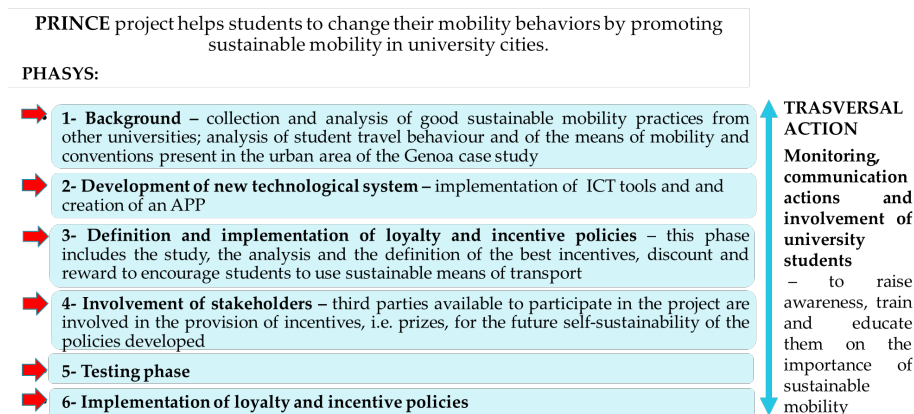 PRINCE project helps students to change their mobility behaviors by promoting
sustainable mobility in university cities.
PHASYS:
1- Background – collection and analysis of good sustainable mobility practices from
other universities; analysis of student travel behaviour and of the means of mobility and
conventions present in the urban area of the Genoa case study
2- Development of new technological system – implementation of ICT tools and and
creation of an APP
3- Definition and implementation of loyalty and incentive policies – this phase
includes the study, the analysis and the definition of the best incentives, discount and
reward to encourage students to use sustainable means of transport
4- Involvement of stakeholders – third parties available to participate in the project are
involved in the provision of incentives, i.e. prizes, for the future self-sustainability of the
policies developed
5- Testing phase
6- Implementation of loyalty and incentive policies
TRASVERSAL
ACTION
Monitoring,
communication
actions and
involvement of
university
students
– to raise
awareness, train
and educate
them on the
importance of
sustainable
mobility